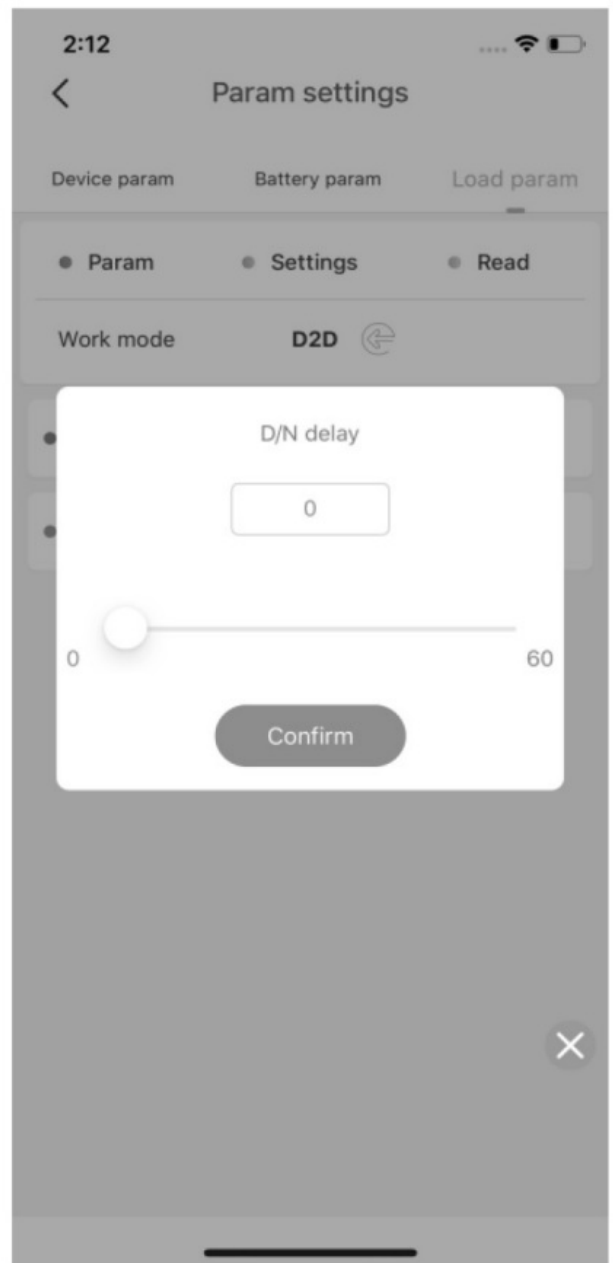 2:12
Param settings
Device param Battery param Load param
Param Settings Read
Work mode D2D
D/N delay
0
0 60
Confirm